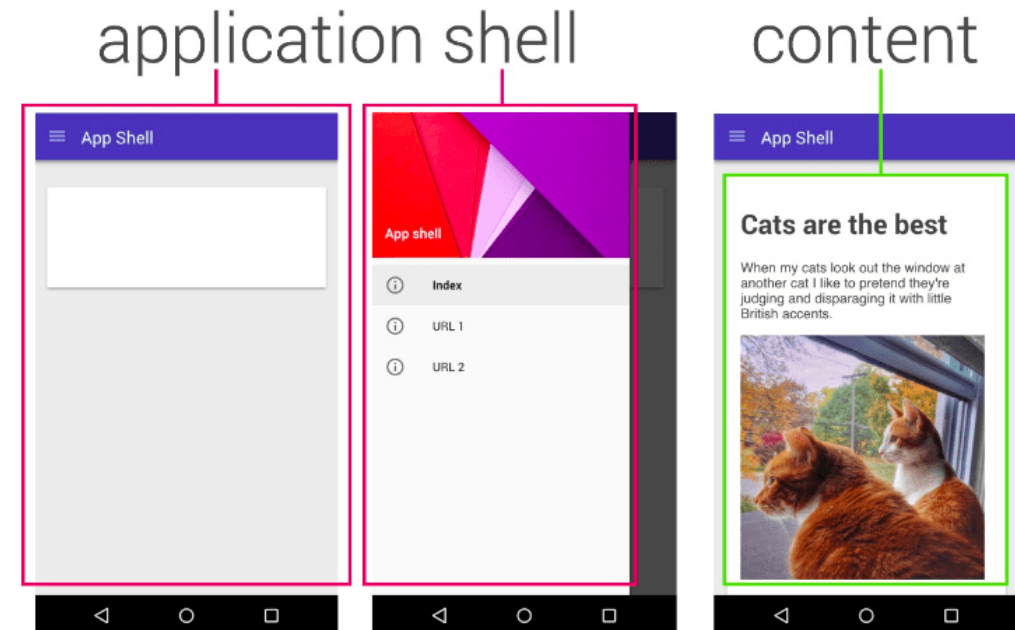 application shell
content
App Shell
App shell
Index
URL 1
URL 2
App Shell
Cats are the best
When my cats look out the window at
another cat I like to pretend they're
judging and disparaging it with little
British accents.